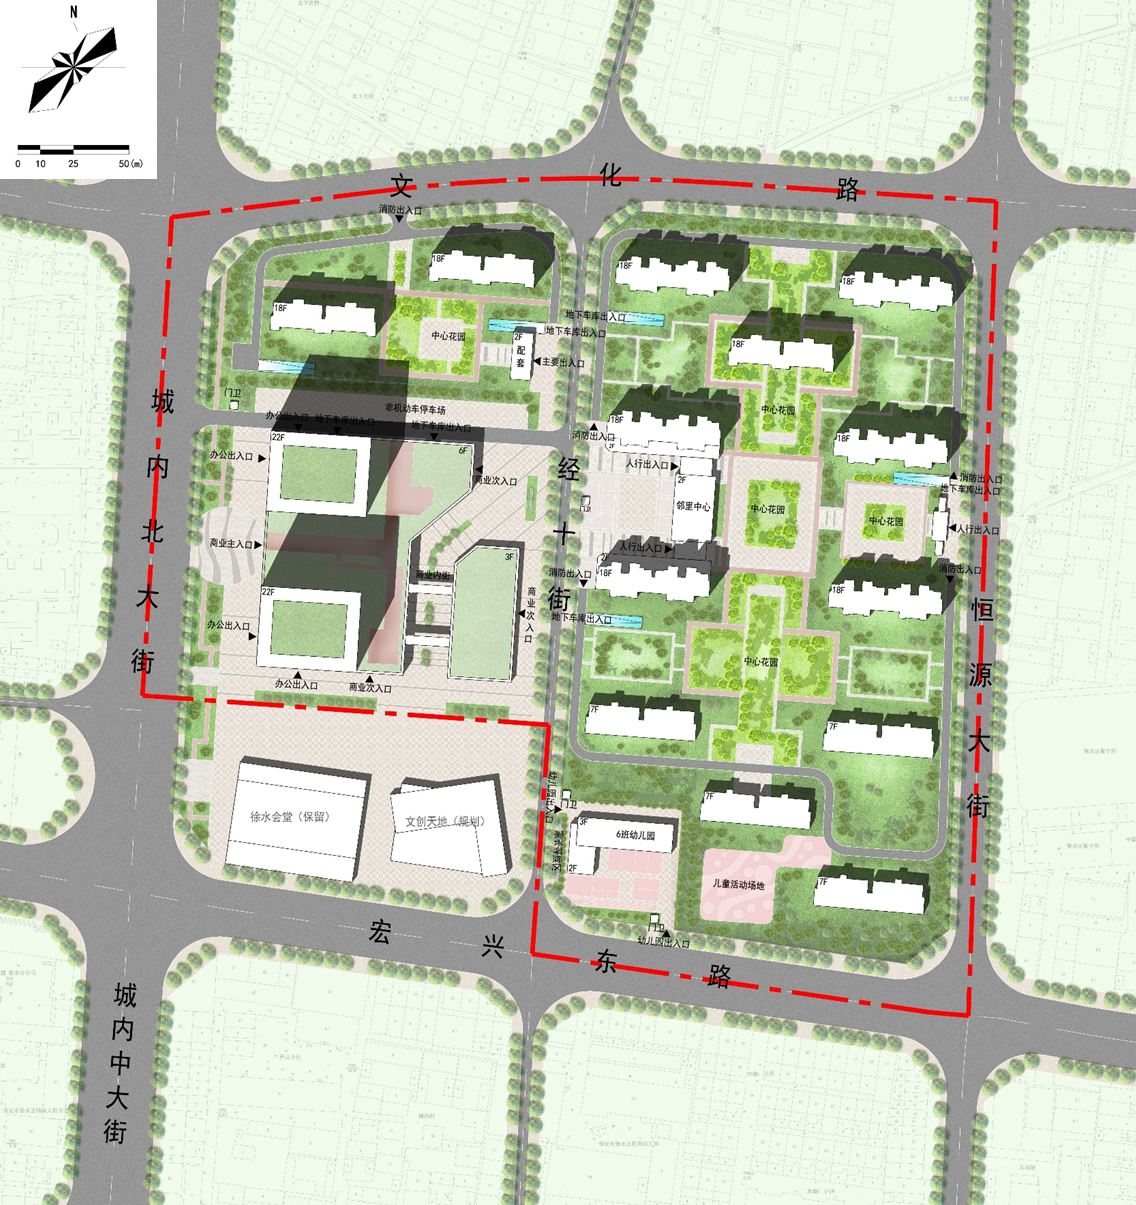 N
0 10 25 50(m)
文化路
消防出入口
18F
18F
18F
18F
18F
中心花园
地下车库出入口
地下车库出入口
2F
配套
主要出入口
门卫
非机动车停车场
办公出入口
地下车库出入口
地下车库出入口
22F
6F
办公出入口
商业次入口
城内北大街
经十街
恒源大街
18F
消防出入口
中心花园
18F
人行出入口
2F
邻里中心
中心花园
中心花园
消防出入口
地下车库出入口
人行出入口
门卫
商业主入口
人行出入口
消防出入口
2F
18F
消防出入口
18F
商业内街
3F
商业次入口
22F
办公出入口
地下车库出入口
中心花园
办公出入口
商业次入口
7F
7F
7F
7F
幼儿园出入口
门卫
3F
6班幼儿园
2F
儿童活动场地
门卫
幼儿园出入口
徐水会堂（保留）
文创天地（规划）
宏兴东路
城内中大街